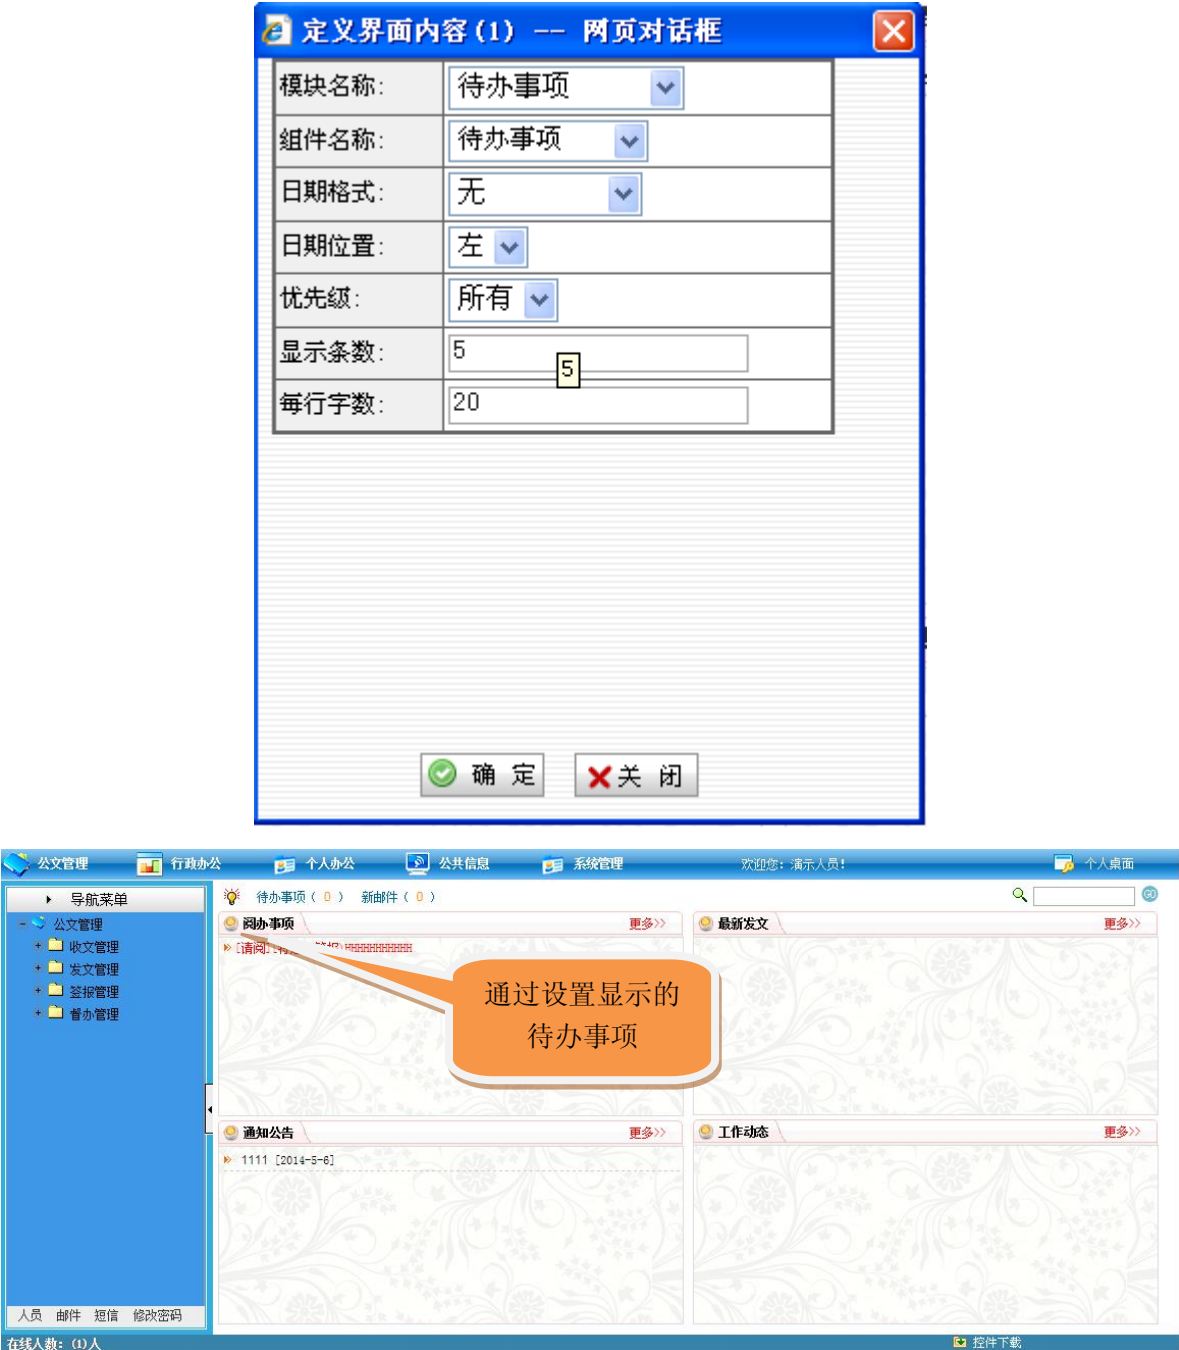 定义界面内容(1) -- 网页对话框
模块名称: 待办事项
组件名称: 待办事项
日期格式: 无
日期位置: 左
优先级: 所有
显示条数: 5
5
每行字数: 20
确 定 关 闭
公文管理 行政办公 个人办公 公共信息 系统管理 欢迎您: 演示人员! 个人桌面
导航菜单
待办事项( 0 ) 新邮件( 0 )
GO
公文管理
收文管理
发文管理
签报管理
督办管理
阅办事项 更多>>
[请阅]
最新发文 更多>>
通过设置显示的
待办事项
通知公告 更多>>
1111 [2014-5-6]
工作动态 更多>>
人员 邮件 短信 修改密码
在线人数: (1)人 控件下载